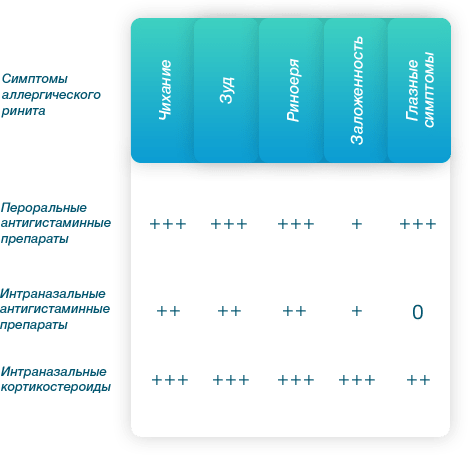 Симптомы
аллергического
ринита
Чихание
Зуд
Риноеря
Заложенность
Глазные
симптомы
Пероральные
антигистаминные
препараты
+++ +++ +++ + +++
Интраназальные
антигистаминные
препараты
++ ++ ++ + 0
Интраназальные
кортикостероиды
+++ +++ +++ +++ ++